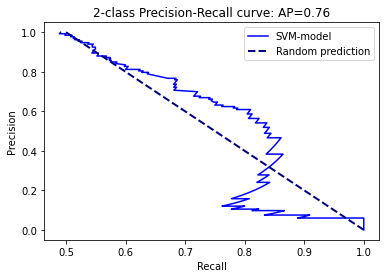 2-class Precision-Recall curve: AP=0.76
SVM-model
Random prediction
Precision
1.0
0.8
0.6
0.4
0.2
0.0
0.5
0.6
0.7
0.8
0.9
1.0
Recall